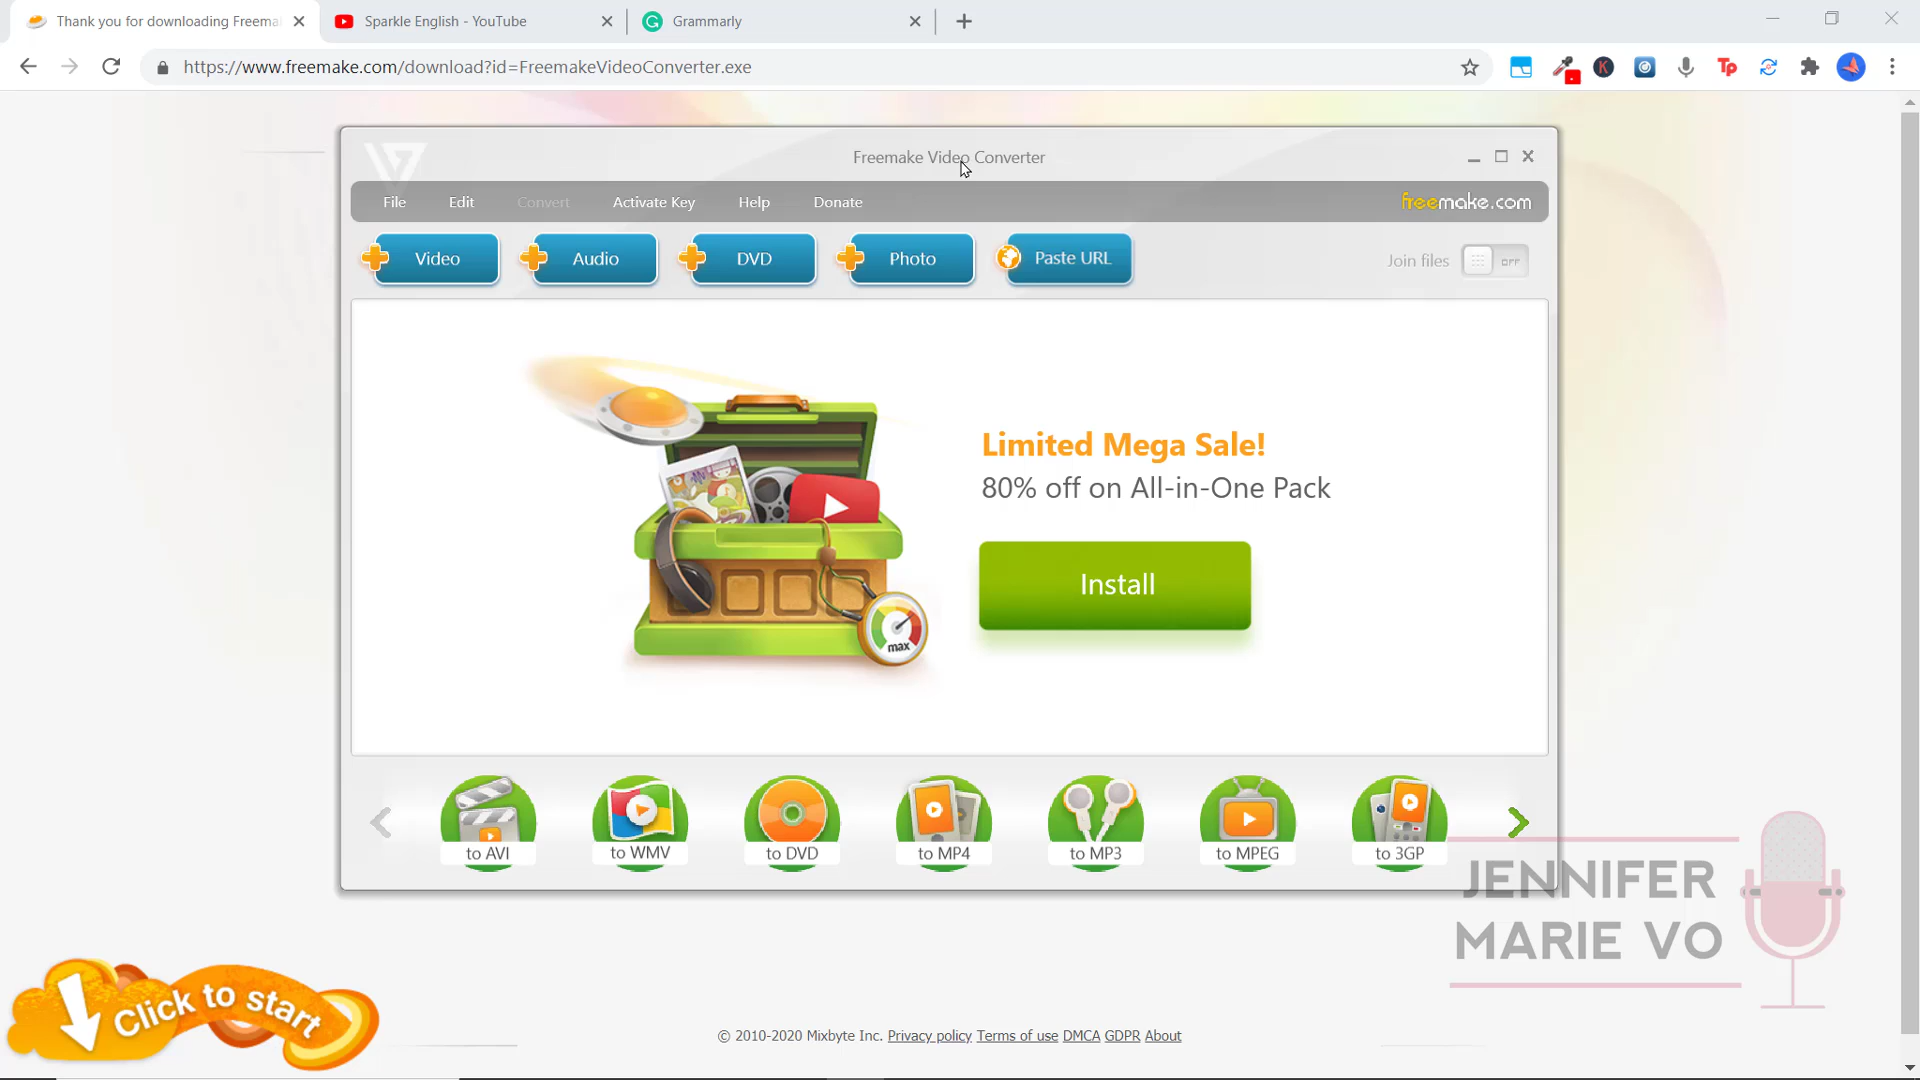 Thank you for downloading Freema
Sparkle English - YouTube
Grammarly
https://www.freemake.com/download?id=FreemakeVideoConverter.exe
K
Tp
Freemake Video Converter
File
Edit
Convert
Activate Key
Help
Donate
freemake.com
Video
Audio
DVD
Photo
Paste URL
Join files
OFF
Limited Mega Sale!
80% off on All-in-One Pack
Install
max
to AVI
to WMV
to DVD
to MP4
to MP3
to MPEG
to 3GP
JENNIFER
MARIE VO
Click to start
© 2010-2020 Mixbyte Inc. Privacy policy Terms of use DMCA GDPR About